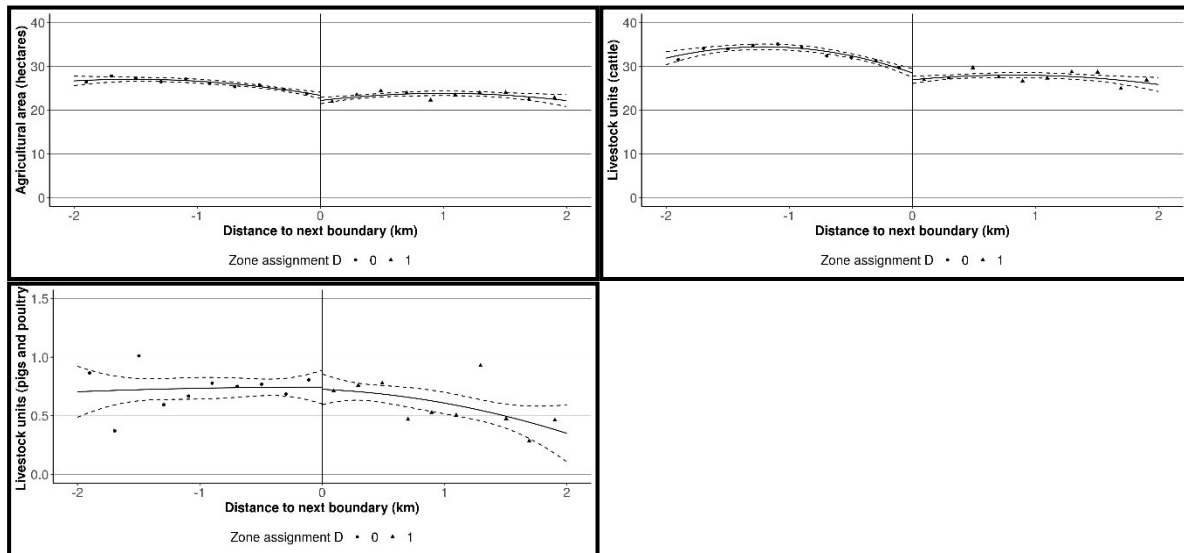 Agricultural area (hectares)
40
30
20
10
0
-2 -1 0 1 2
Distance to next boundary (km)
Zone assignment D 0 1
Livestock units (cattle)
40
30
20
10
0
-2 -1 0 1 2
Distance to next boundary (km)
Zone assignment D 0 1
Livestock units (pigs and poultry
1.5
1.0
0.5
0.0
-2 -1 0 1 2
Distance to next boundary (km)
Zone assignment D 0 1